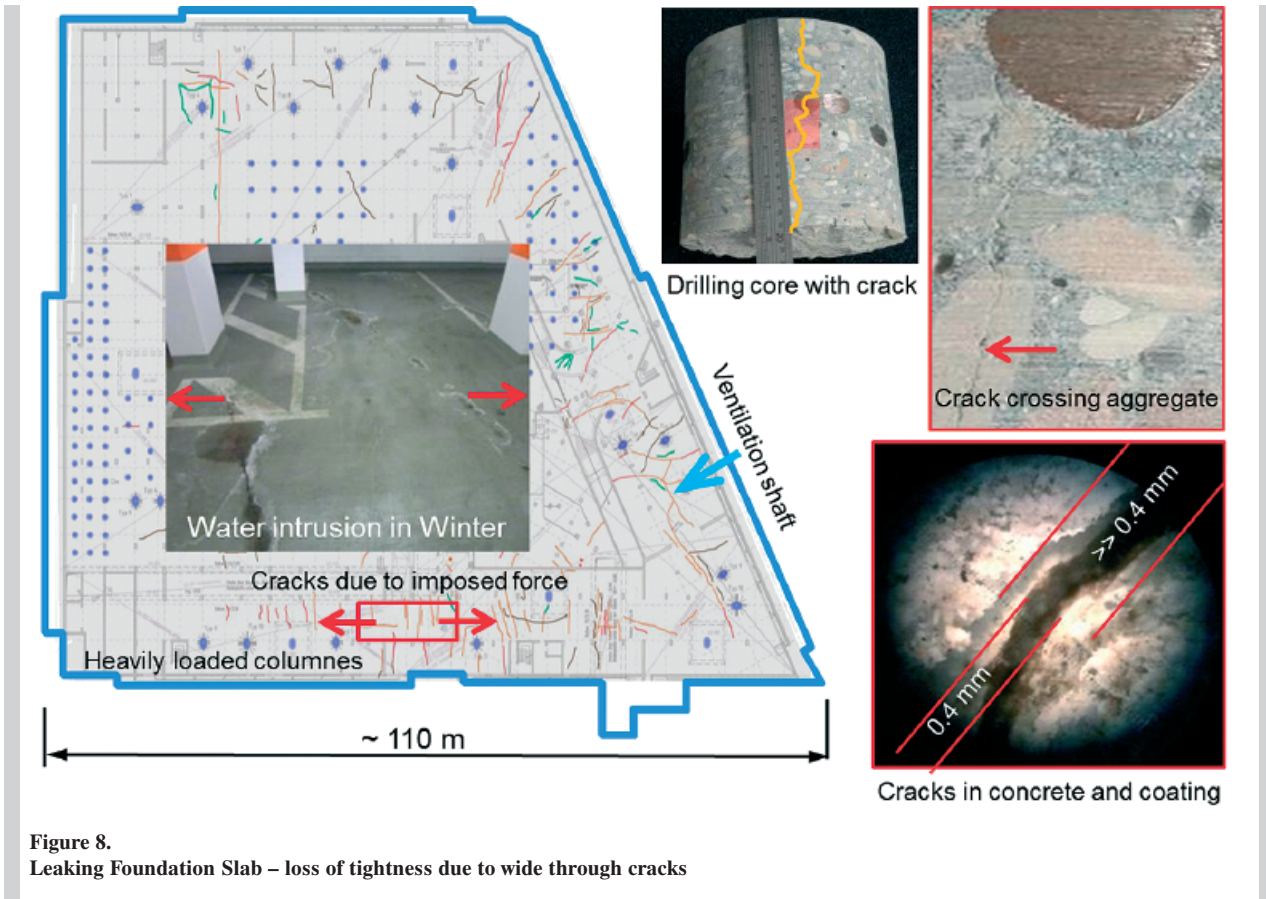 Drilling core with crack
Crack crossing aggregate
Ventilation shaft
Water intrusion in Winter
Cracks due to imposed force
Heavily loaded columnes
~ 110 m
>> 0.4 mm
0.4 mm
Cracks in concrete and coating
Figure 8.
Leaking Foundation Slab – loss of tightness due to wide through cracks